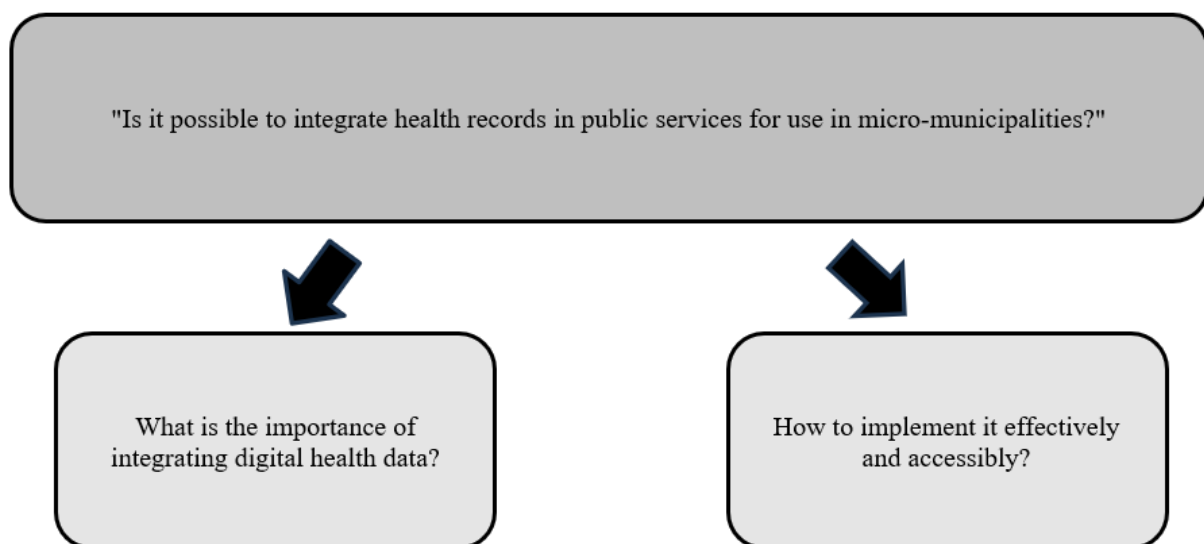 "Is it possible to integrate health records in public services for use in micro-municipalities?"
What is the importance of
integrating digital health data?
How to implement it effectively
and accessibly?